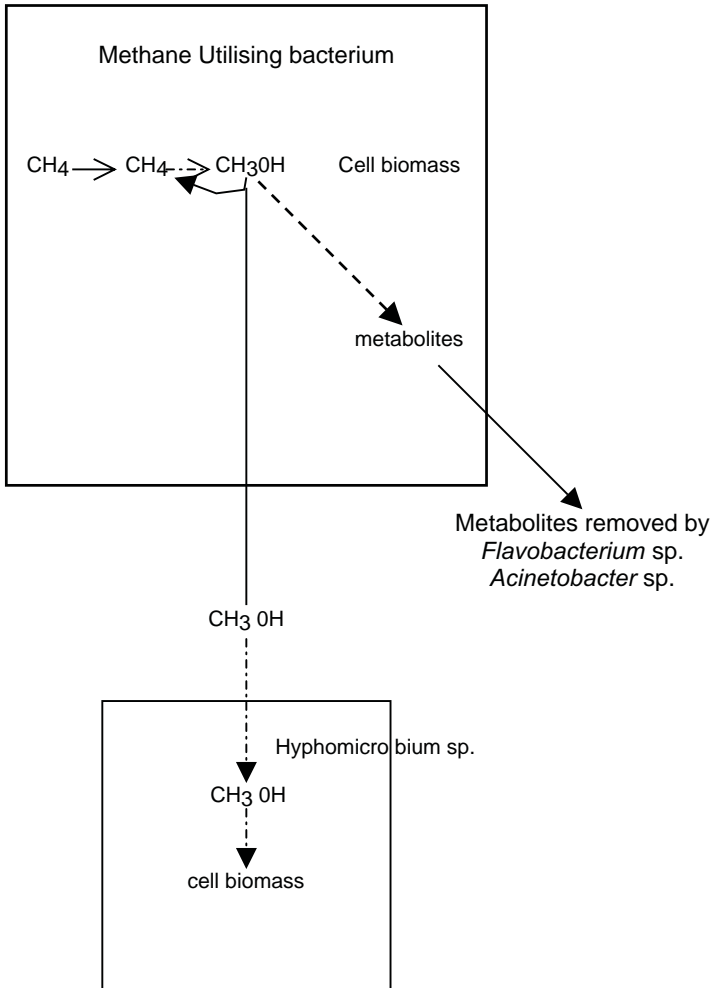 Methane Utilising bacterium
CH4 CH4 CH30H Cell biomass
metabolites
Metabolites removed by
Flavobacterium sp.
Acinetobacter sp.
CH3 0H
Hyphomicro bium sp.
CH3 0H
cell biomass